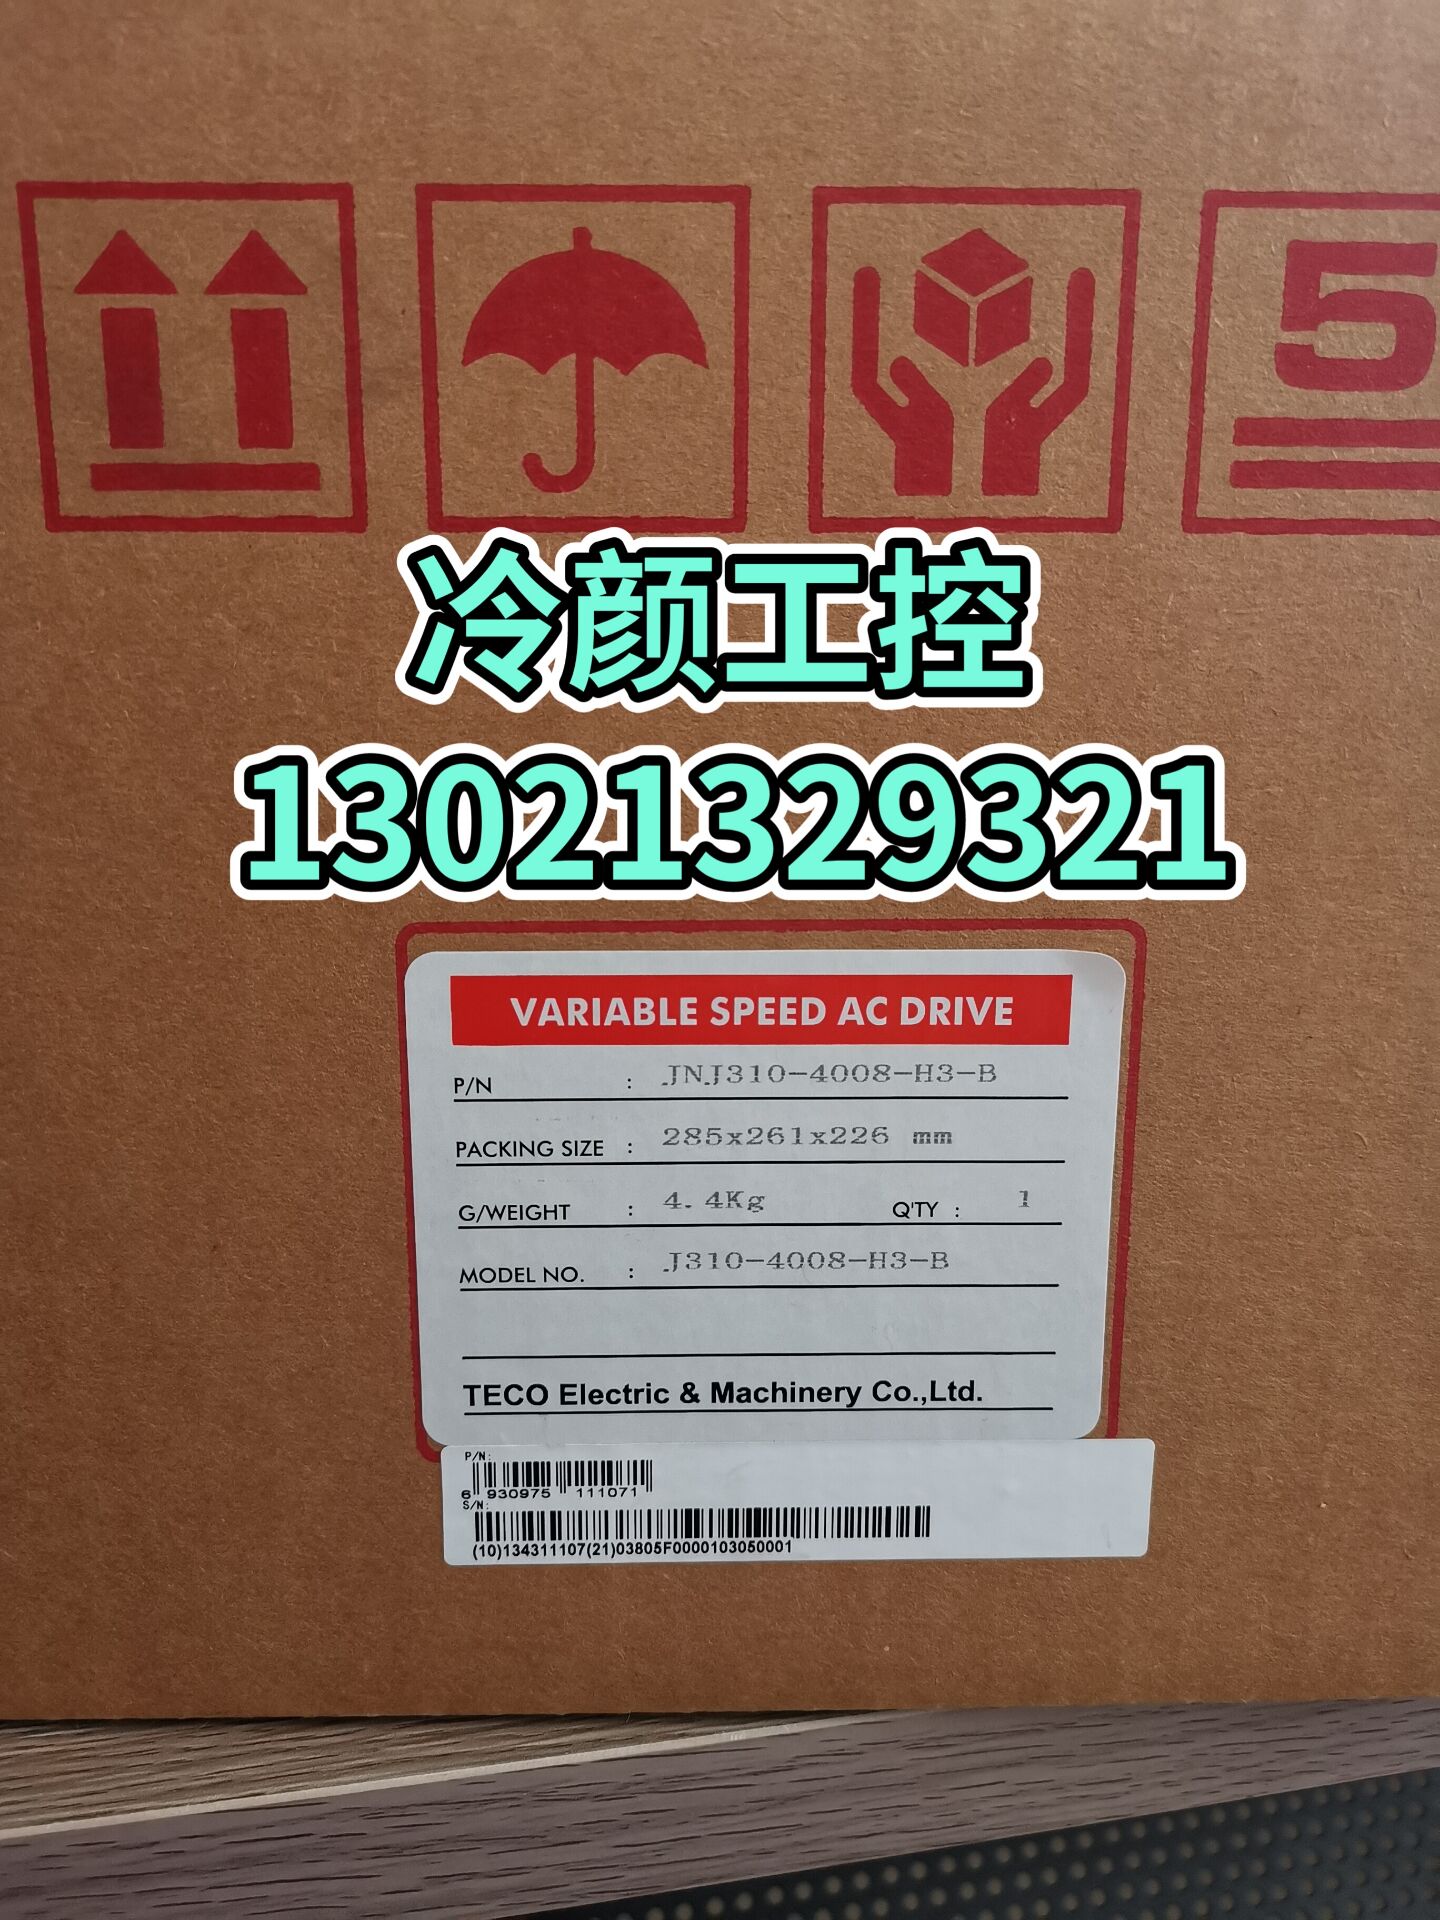 5
冷颜工控
13021329321
VARIABLE SPEED AC DRIVE
P/N : JNJ310-4008-H3-B
PACKING SIZE : 285x261x226 mm
G/WEIGHT : 4.4Kg Q'TY : 1
MODEL NO. : J310-4008-H3-B
TECO Electric & Machinery Co.,Ltd.
P/N:
6 930975 111071
S/N:
(10)134311107(21)03805F0000103050001